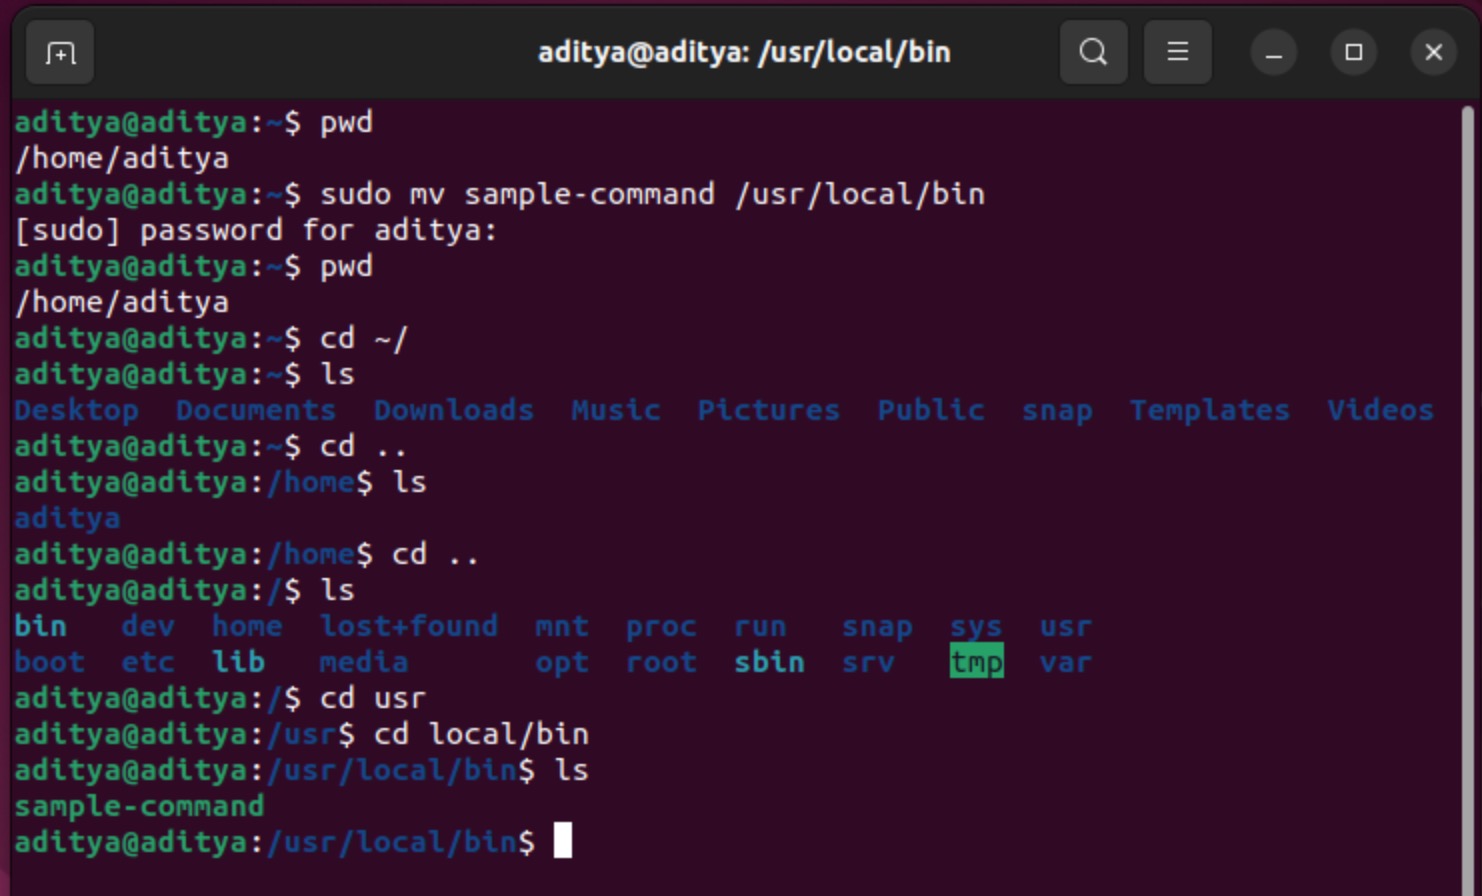 aditya@aditya: /usr/local/bin
aditya@aditya:~$ pwd
/home/aditya
aditya@aditya:~$ sudo mv sample-command /usr/local/bin
[sudo] password for aditya:
aditya@aditya:~$ pwd
/home/aditya
aditya@aditya:~$ cd ~/
aditya@aditya:~$ ls
Desktop  Documents  Downloads  Music  Pictures  Public  snap  Templates  Videos
aditya@aditya:~$ cd ..
aditya@aditya:/home$ ls
aditya
aditya@aditya:/home$ cd ..
aditya@aditya:/$ ls
bin   dev  home  lost+found  mnt  proc  run   snap  sys  usr
boot  etc  lib   media       opt  root  sbin  srv   tmp  var
aditya@aditya:/$ cd usr
aditya@aditya:/usr$ cd local/bin
aditya@aditya:/usr/local/bin$ ls
sample-command
aditya@aditya:/usr/local/bin$